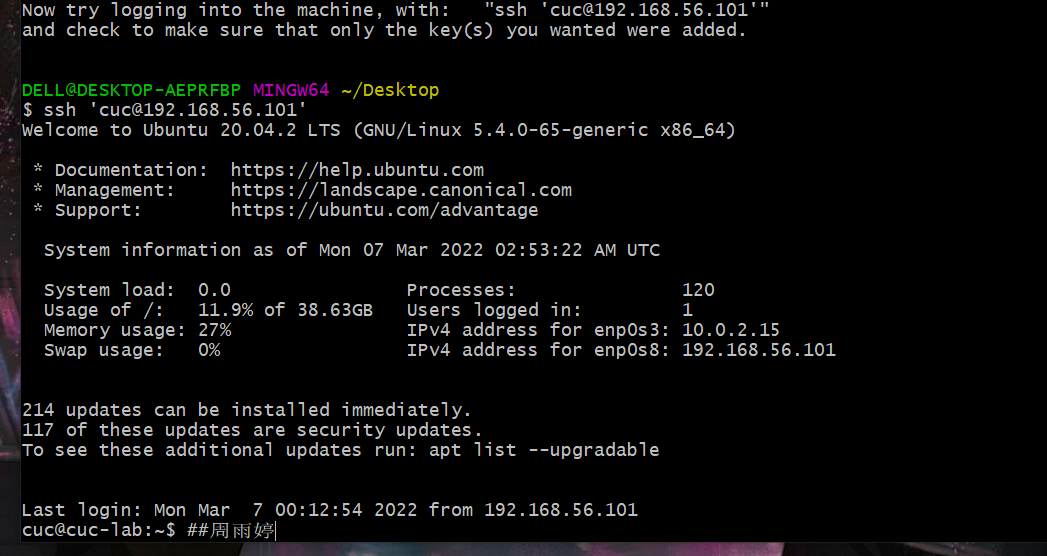 Now try logging into the machine, with:   "ssh 'cuc@192.168.56.101'"
and check to make sure that only the key(s) you wanted were added.
DELL@DESKTOP-AEPRFBP MINGW64 ~/Desktop
$ ssh 'cuc@192.168.56.101'
Welcome to Ubuntu 20.04.2 LTS (GNU/Linux 5.4.0-65-generic x86_64)
 * Documentation:  https://help.ubuntu.com
 * Management:     https://landscape.canonical.com
 * Support:        https://ubuntu.com/advantage
  System information as of Mon 07 Mar 2022 02:53:22 AM UTC
  System load:  0.0                Processes:               120
  Usage of /:   11.9% of 38.63GB   Users logged in:         1
  Memory usage: 27%                IPv4 address for enp0s3: 10.0.2.15
  Swap usage:   0%                 IPv4 address for enp0s8: 192.168.56.101
214 updates can be installed immediately.
117 of these updates are security updates.
To see these additional updates run: apt list --upgradable
Last login: Mon Mar  7 00:12:54 2022 from 192.168.56.101
cuc@cuc-lab:~$ ##周雨婷